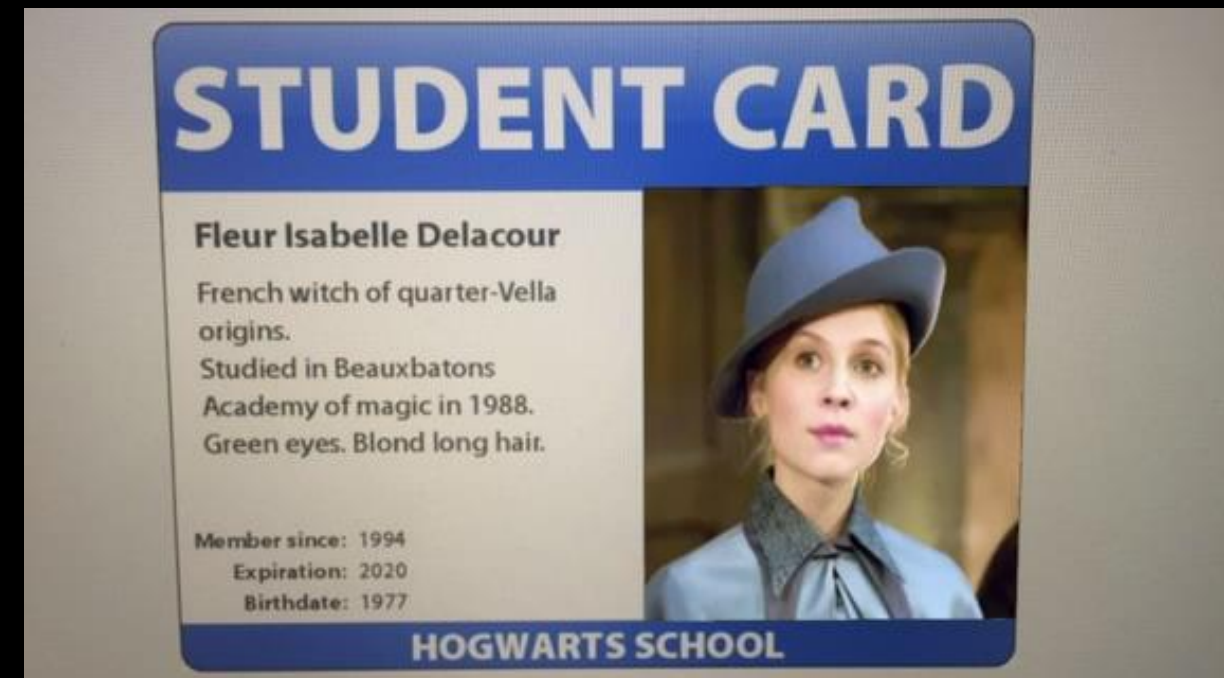 STUDENT CARD
Fleur Isabelle Delacour
French witch of quarter-Vella
origins.
Studied in Beauxbatons
Academy of magic in 1988.
Green eyes. Blond long hair.
Member since: 1994
Expiration: 2020
Birthdate: 1977
HOGWARTS SCHOOL